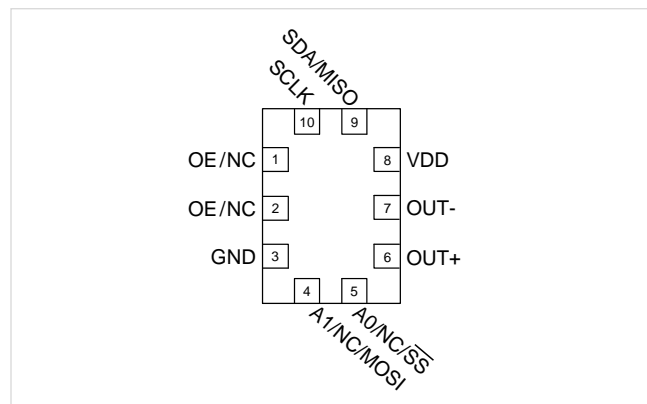 SDA/MISO
SCLK
10
9
OE/NC
1
8
VDD
OE/NC
2
7
OUT-
GND
3
6
OUT+
4
5
A1/NC/MOSI
A0/NC/S̅S̅